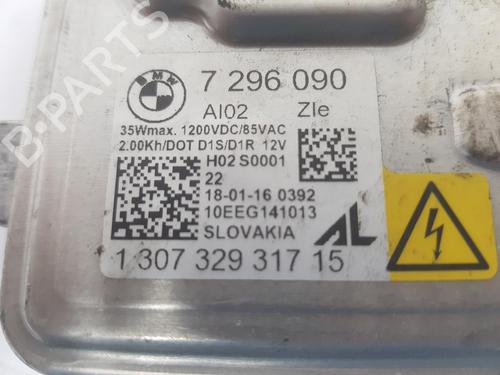 B-PARTS
BMW
7 296 090
AI02 ZIe
35Wmax. 1200VDC/85VAC
2.00Kh/DOT D1S/D1R 12V
H02 S0001
22
18-01-16 0392
10EEG141013
SLOVAKIA AL
1 307 329 317 15